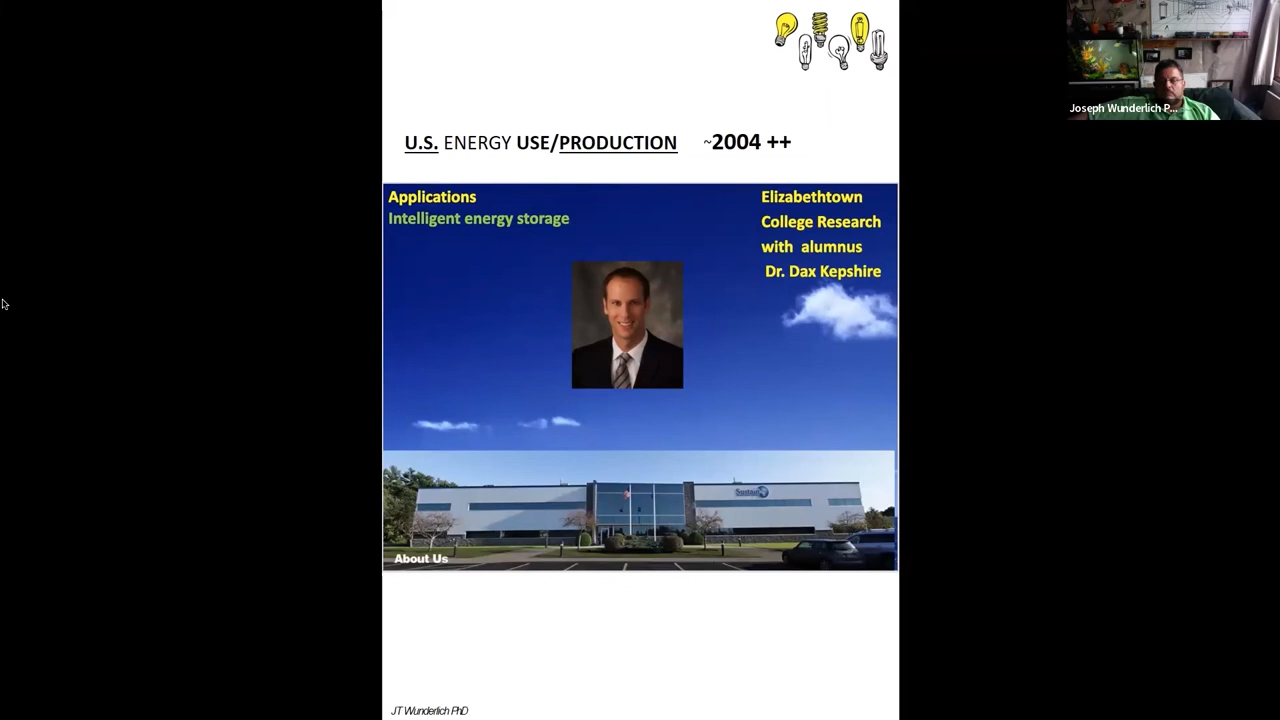 Joseph Wunderlich P...
U.S. ENERGY USE/PRODUCTION ~2004 ++
Applications
Intelligent energy storage
Elizabethtown
College Research
with alumnus
Dr. Dax Kepshire
About Us
JT Wunderlich PhD